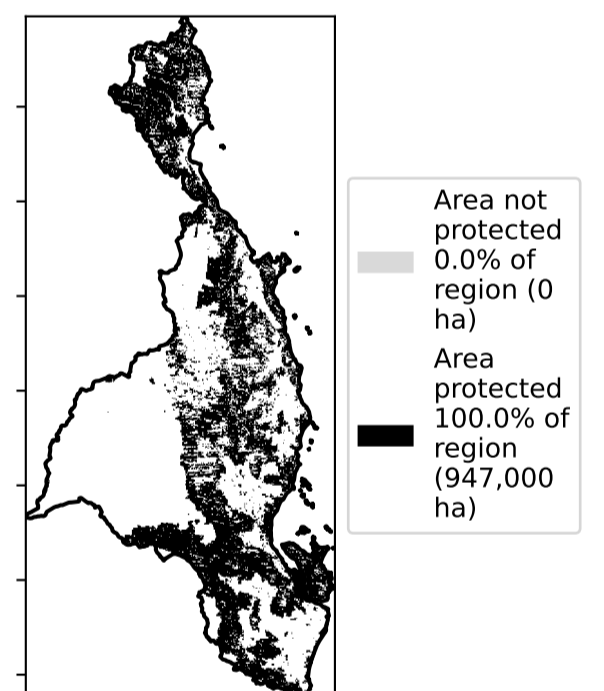 Area not
protected
0.0% of
region (0
ha)
Area
protected
100.0% of
region
(947,000
ha)